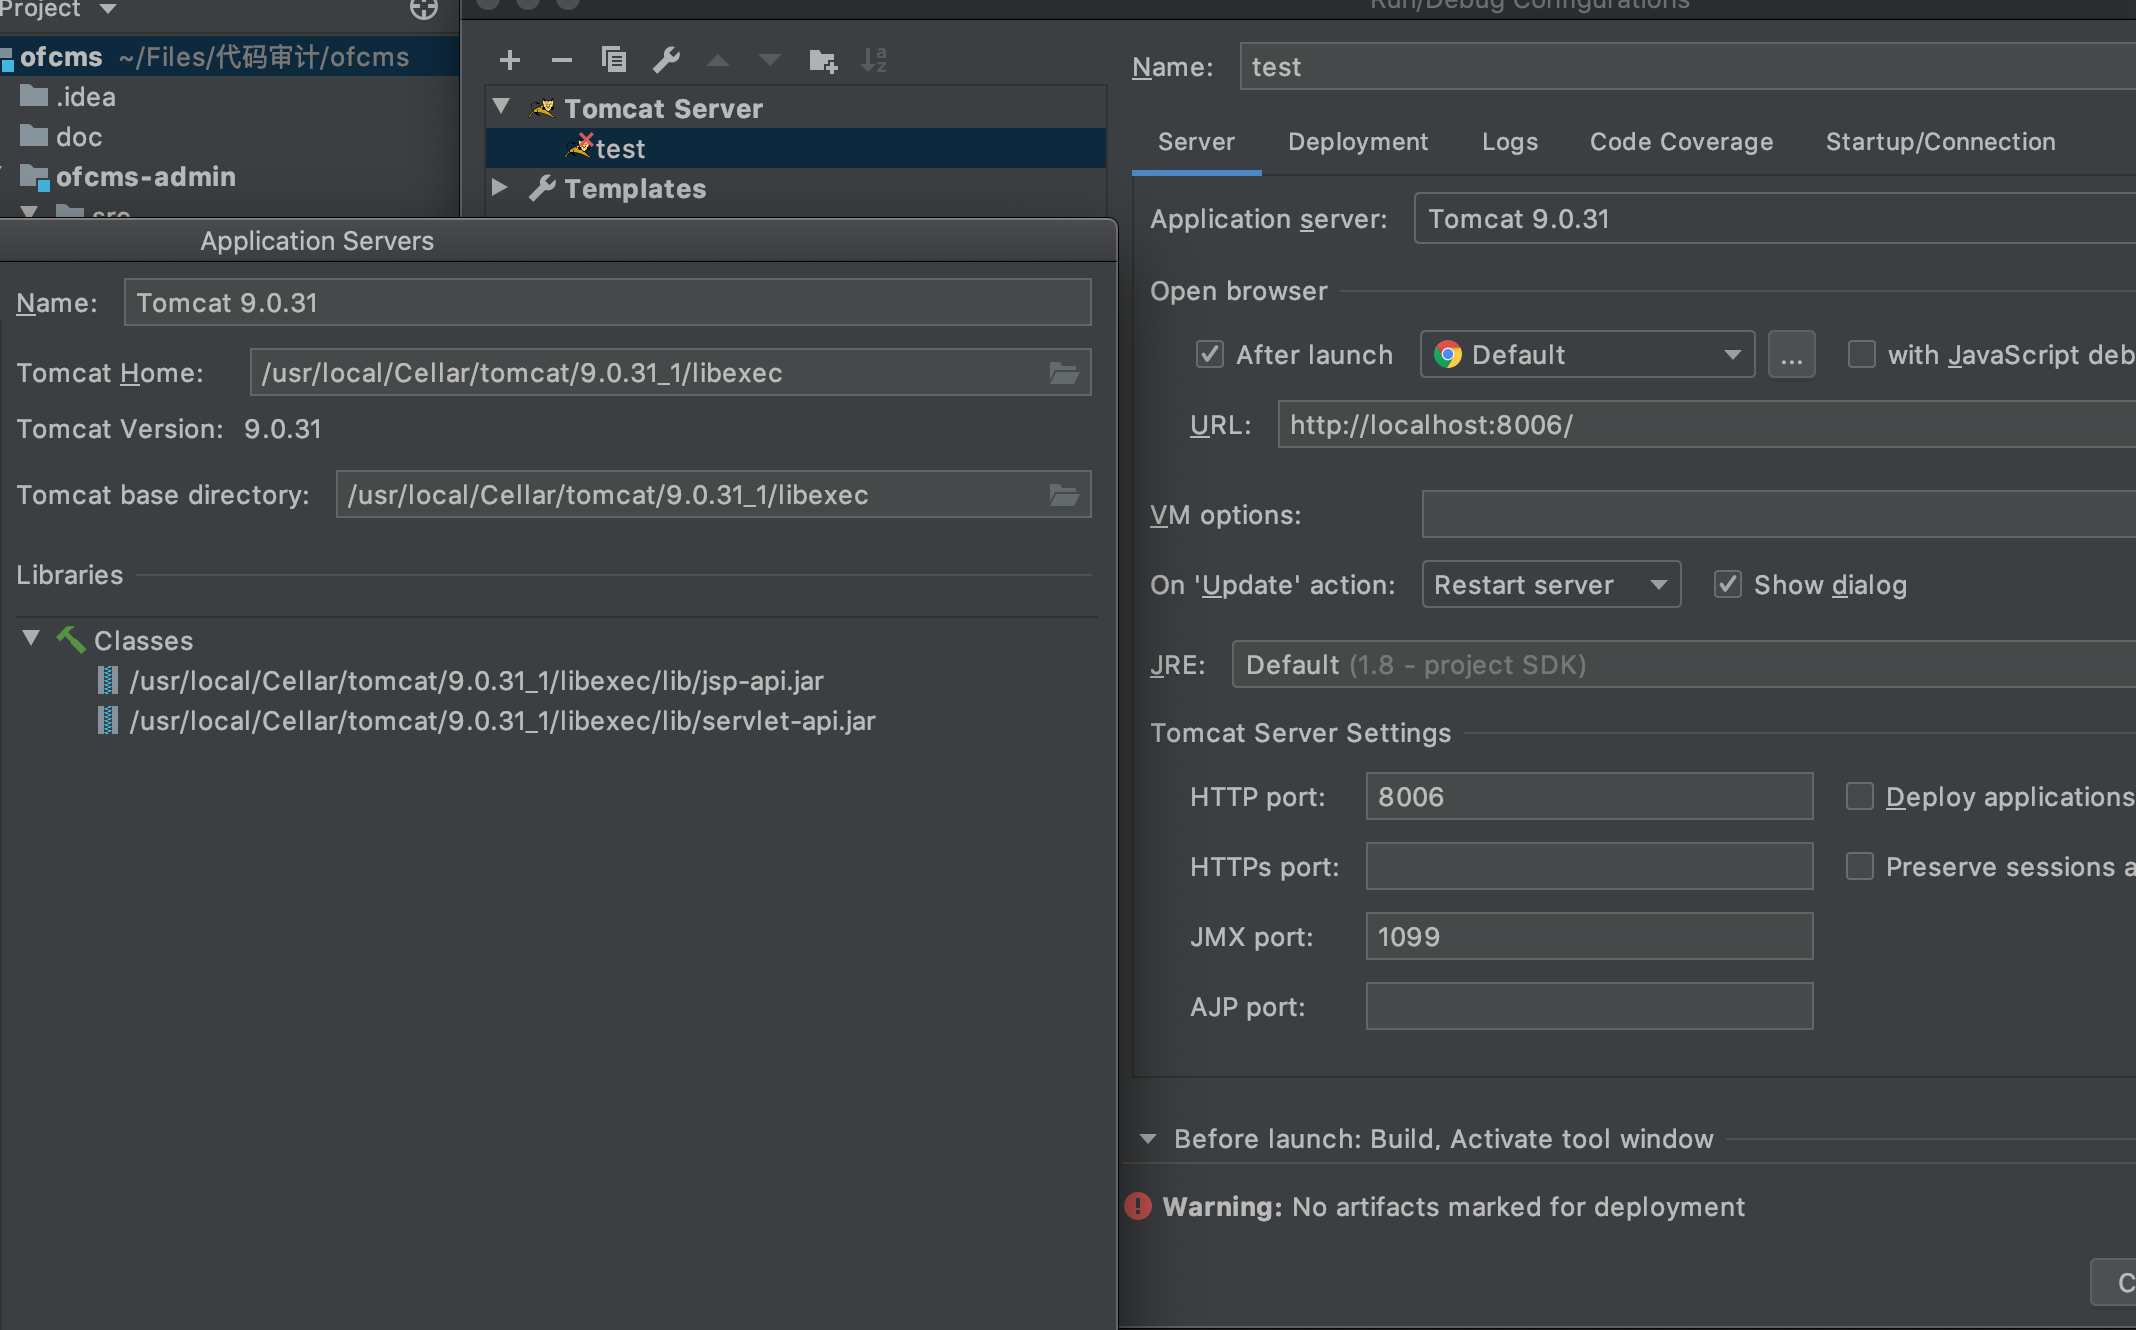 Project
Run/Debug Configurations
ofcms ~/Files/代码审计/ofcms
.idea
doc
ofcms-admin
src
Tomcat Server
test
Templates
Name: test
Server Deployment Logs Code Coverage Startup/Connection
Application server: Tomcat 9.0.31
Open browser
After launch Default ... with JavaScript deb
URL: http://localhost:8006/
VM options:
On 'Update' action: Restart server Show dialog
JRE: Default (1.8 - project SDK)
Tomcat Server Settings
HTTP port: 8006 Deploy applications
HTTPs port: Preserve sessions a
JMX port: 1099
AJP port:
Before launch: Build, Activate tool window
Warning: No artifacts marked for deployment
C
Application Servers
Name: Tomcat 9.0.31
Tomcat Home: /usr/local/Cellar/tomcat/9.0.31_1/libexec
Tomcat Version: 9.0.31
Tomcat base directory: /usr/local/Cellar/tomcat/9.0.31_1/libexec
Libraries
Classes
/usr/local/Cellar/tomcat/9.0.31_1/libexec/lib/jsp-api.jar
/usr/local/Cellar/tomcat/9.0.31_1/libexec/lib/servlet-api.jar